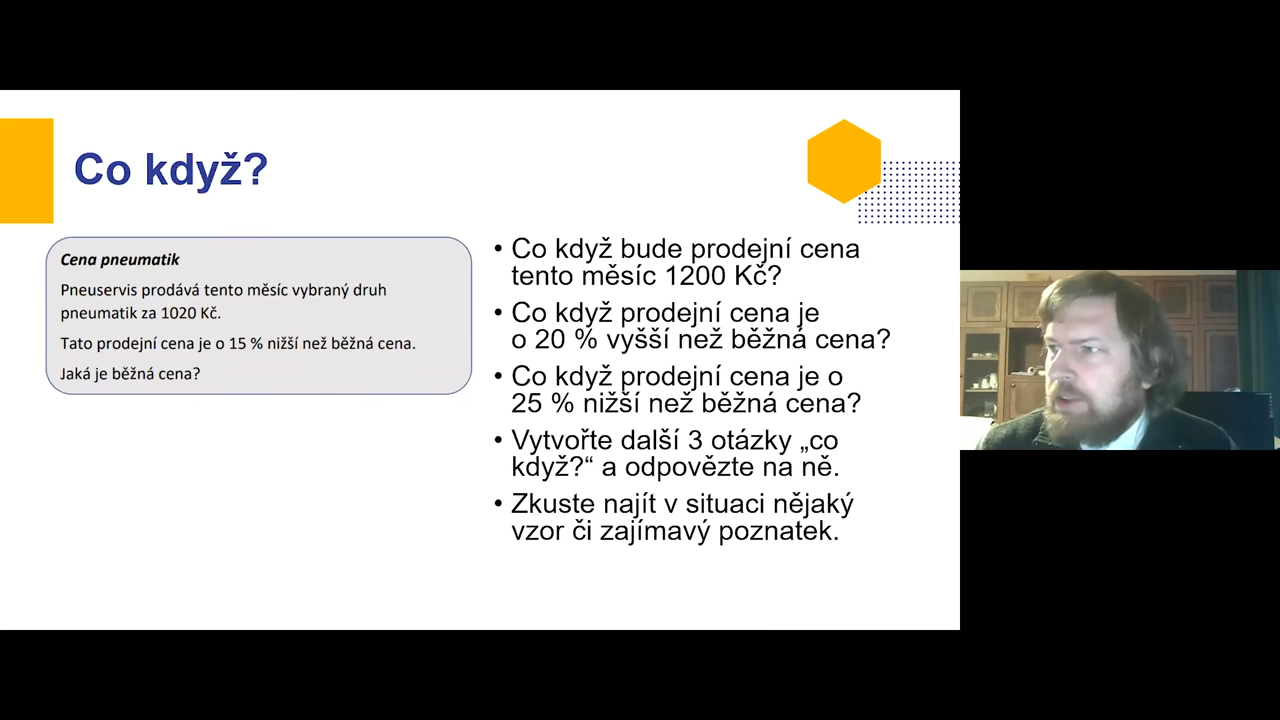 Co když?
Cena pneumatik
Pneuservis prodává tento měsíc vybraný druh
pneumatik za 1020 Kč.
Tato prodejní cena je o 15 % nižší než běžná cena.
Jaká je běžná cena?
• Co když bude prodejní cena
tento měsíc 1200 Kč?
• Co když prodejní cena je
o 20 % vyšší než běžná cena?
• Co když prodejní cena je o
25 % nižší než běžná cena?
• Vytvořte další 3 otázky „co
když?“ a odpovězte na ně.
• Zkuste najít v situaci nějaký
vzor či zajímavý poznatek.